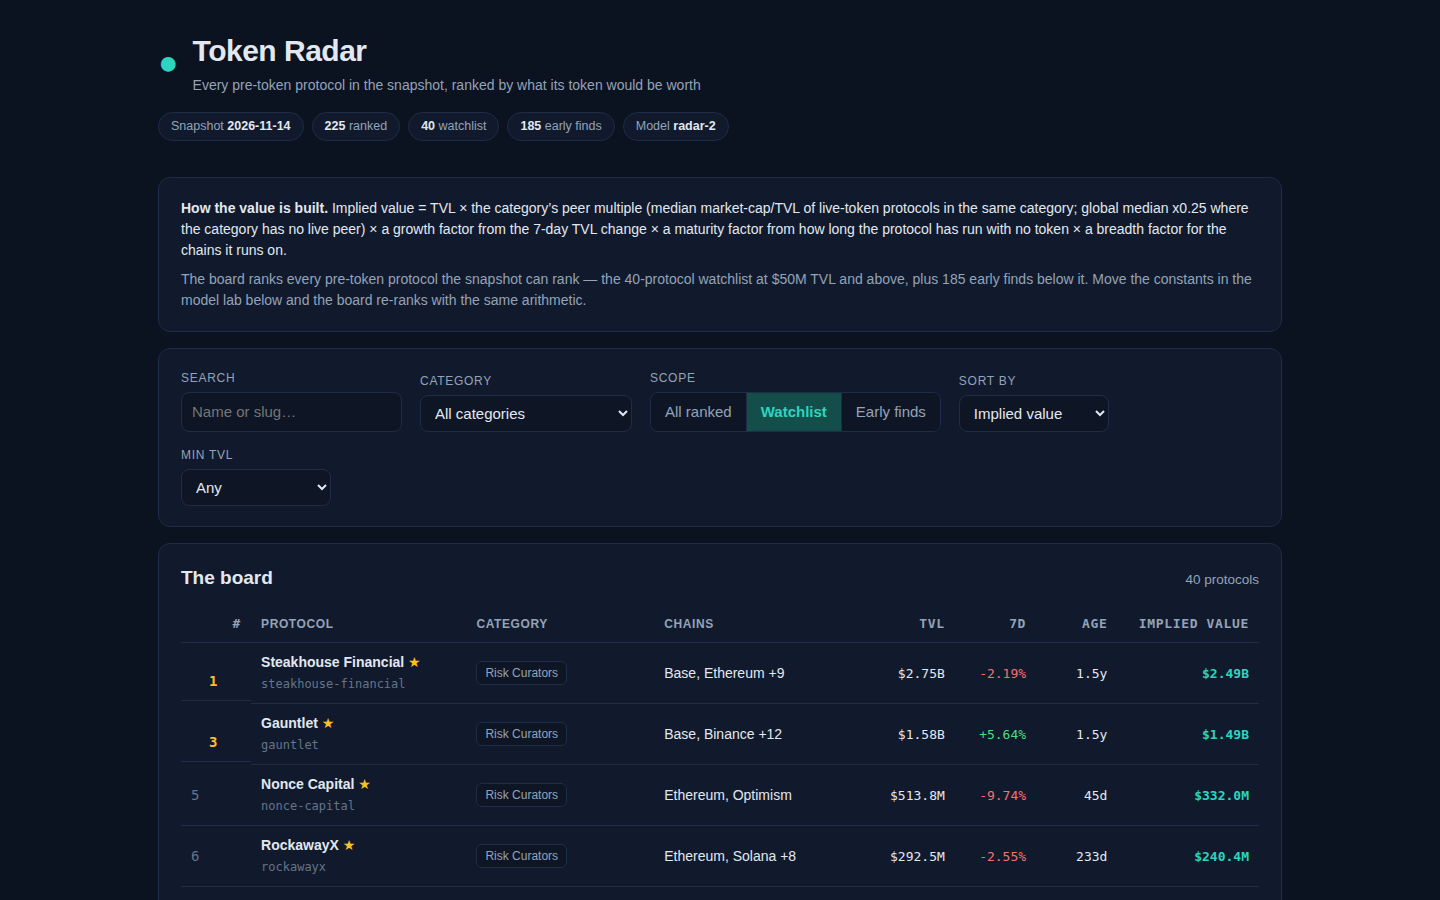 Token Radar
Every pre-token protocol in the snapshot, ranked by what its token would be worth
Snapshot 2026-11-14 225 ranked 40 watchlist 185 early finds Model radar-2
How the value is built. Implied value = TVL × the category’s peer multiple (median market-cap/TVL of live-token protocols in the same category; global median x0.25 where
the category has no live peer) × a growth factor from the 7-day TVL change × a maturity factor from how long the protocol has run with no token × a breadth factor for the
chains it runs on.
The board ranks every pre-token protocol the snapshot can rank — the 40-protocol watchlist at $50M TVL and above, plus 185 early finds below it. Move the constants in the
model lab below and the board re-ranks with the same arithmetic.
SEARCH CATEGORY SCOPE SORT BY
Name or slug… All categories All ranked Watchlist Early finds Implied value
MIN TVL
Any
The board 40 protocols
# PROTOCOL CATEGORY CHAINS TVL 7D AGE IMPLIED VALUE
1 Steakhouse Financial ★ Risk Curators Base, Ethereum +9 $2.75B -2.19% 1.5y $2.49B
steakhouse-financial
3 Gauntlet ★ Risk Curators Base, Binance +12 $1.58B +5.64% 1.5y $1.49B
gauntlet
5 Nonce Capital ★ Risk Curators Ethereum, Optimism $513.8M -9.74% 45d $332.0M
nonce-capital
6 RockawayX ★ Risk Curators Ethereum, Solana +8 $292.5M -2.55% 233d $240.4M
rockawayx